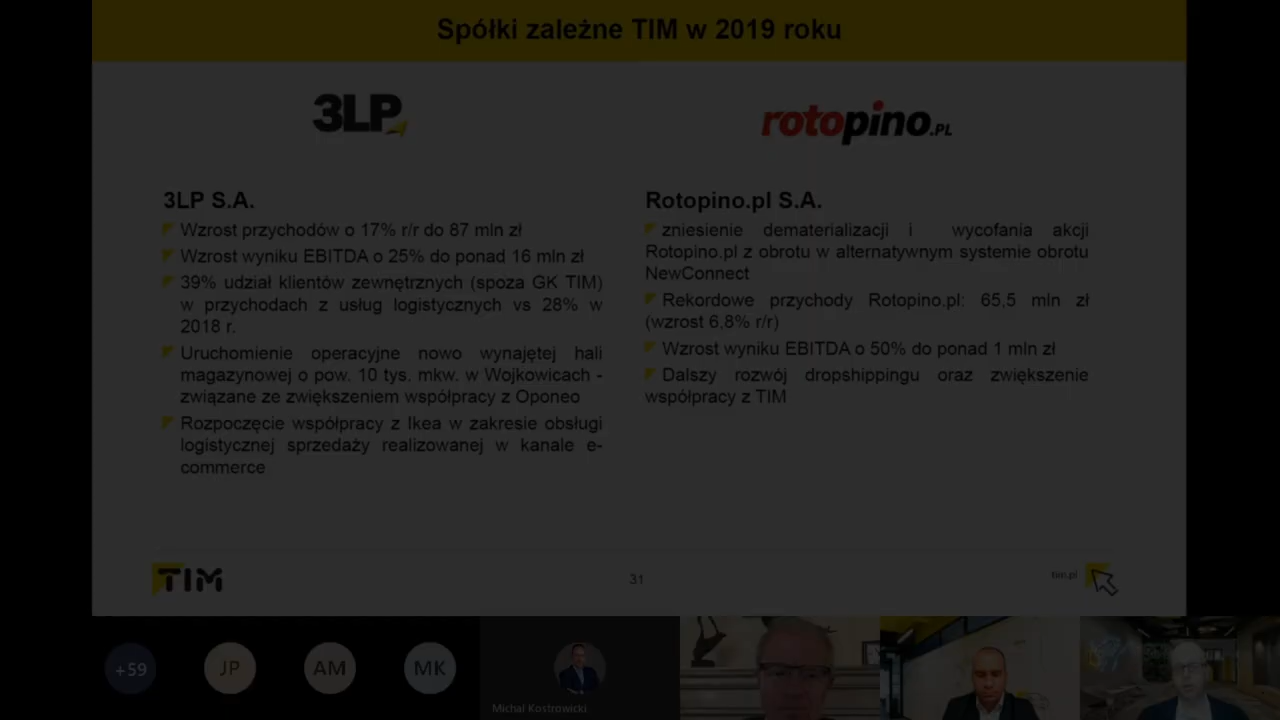 Spółki zależne TIM w 2019 roku
3LP
rotopino.PL
3LP S.A.
Wzrost przychodów o 17% r/r do 87 mln zł
Wzrost wyniku EBITDA o 25% do ponad 16 mln zł
39% udział klientów zewnętrznych (spoza GK TIM)
w przychodach z usług logistycznych vs 28% w
2018 r.
Uruchomienie operacyjne nowo wynajętej hali
magazynowej o pow. 10 tys. mkw. w Wojkowicach -
związane ze zwiększeniem współpracy z Oponeo
Rozpoczęcie współpracy z Ikea w zakresie obsługi
logistycznej sprzedaży realizowanej w kanale e-
commerce
Rotopino.pl S.A.
zniesienie dematerializacji i wycofania akcji
Rotopino.pl z obrotu w alternatywnym systemie obrotu
NewConnect
Rekordowe przychody Rotopino.pl: 65,5 mln zł
(wzrost 6,8% r/r)
Wzrost wyniku EBITDA o 50% do ponad 1 mln zł
Dalszy rozwój dropshippingu oraz zwiększenie
współpracy z TIM
TIM
31
tim.pl
+59
JP
AM
MK
Michal Kostrowicki